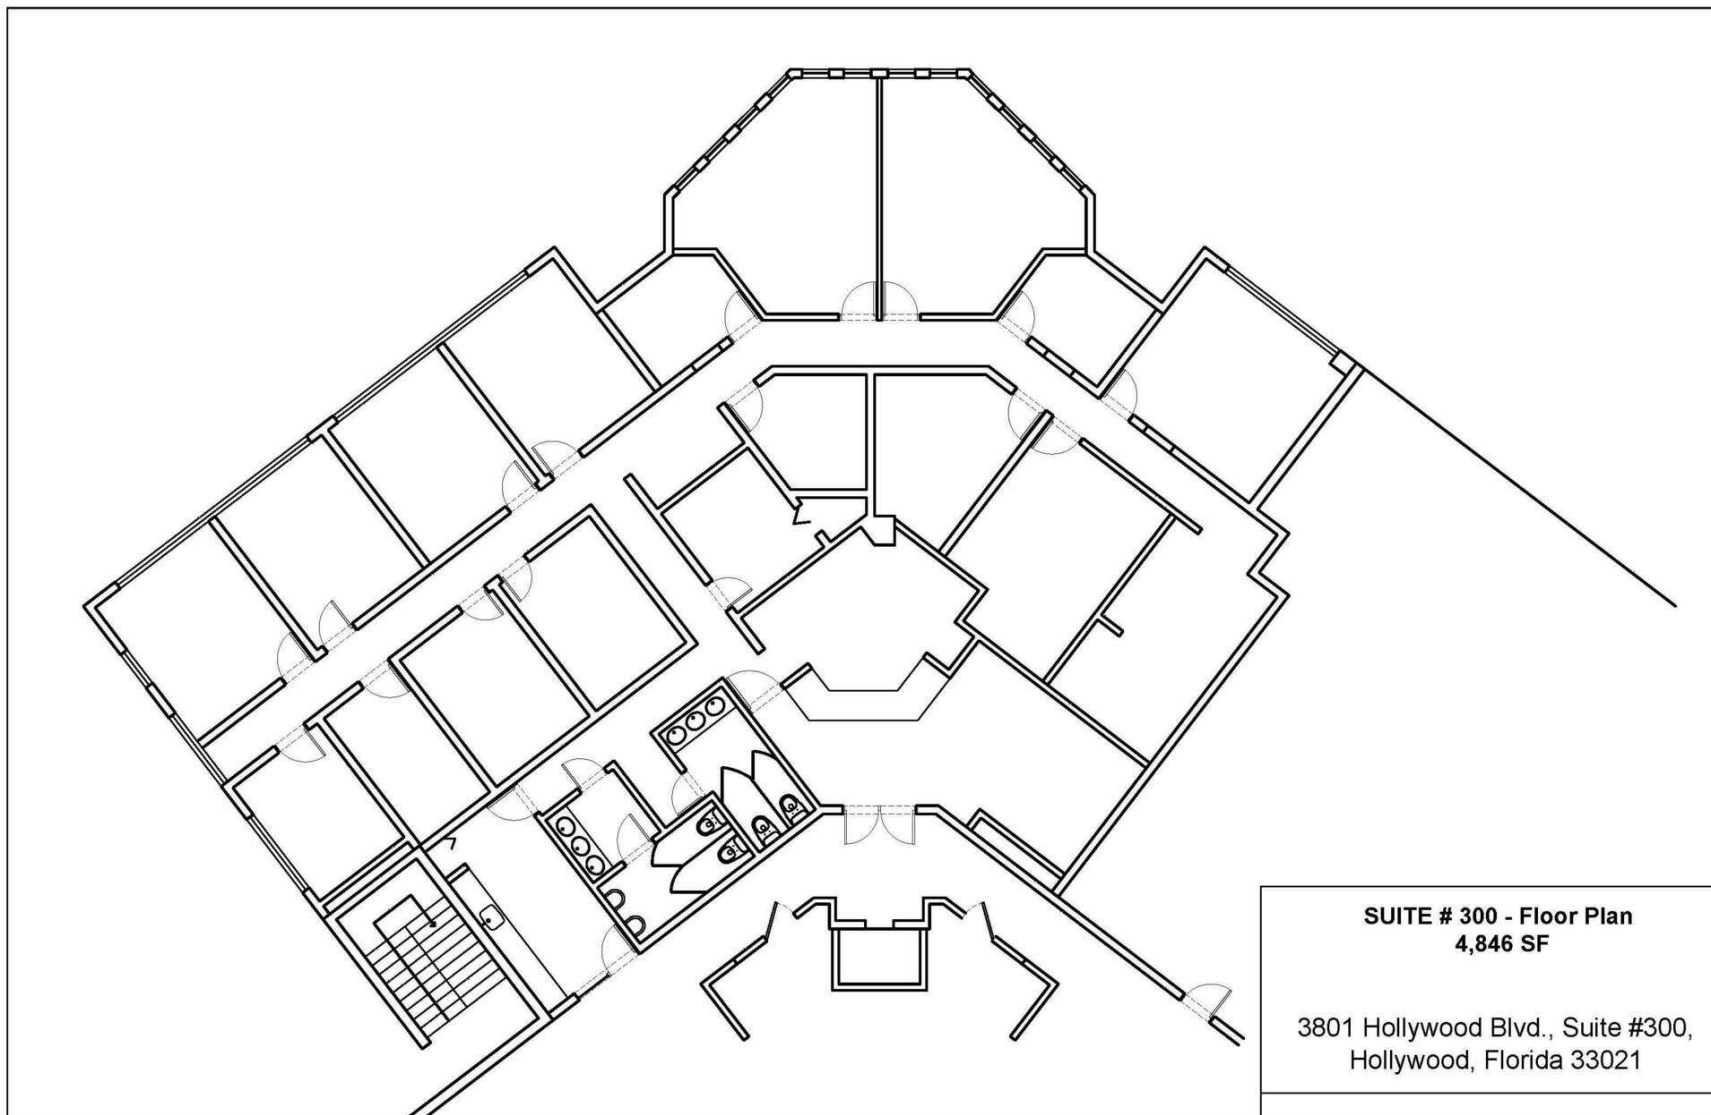 SUITE # 300 - Floor Plan
4,846 SF
3801 Hollywood Blvd., Suite #300,
Hollywood, Florida 33021